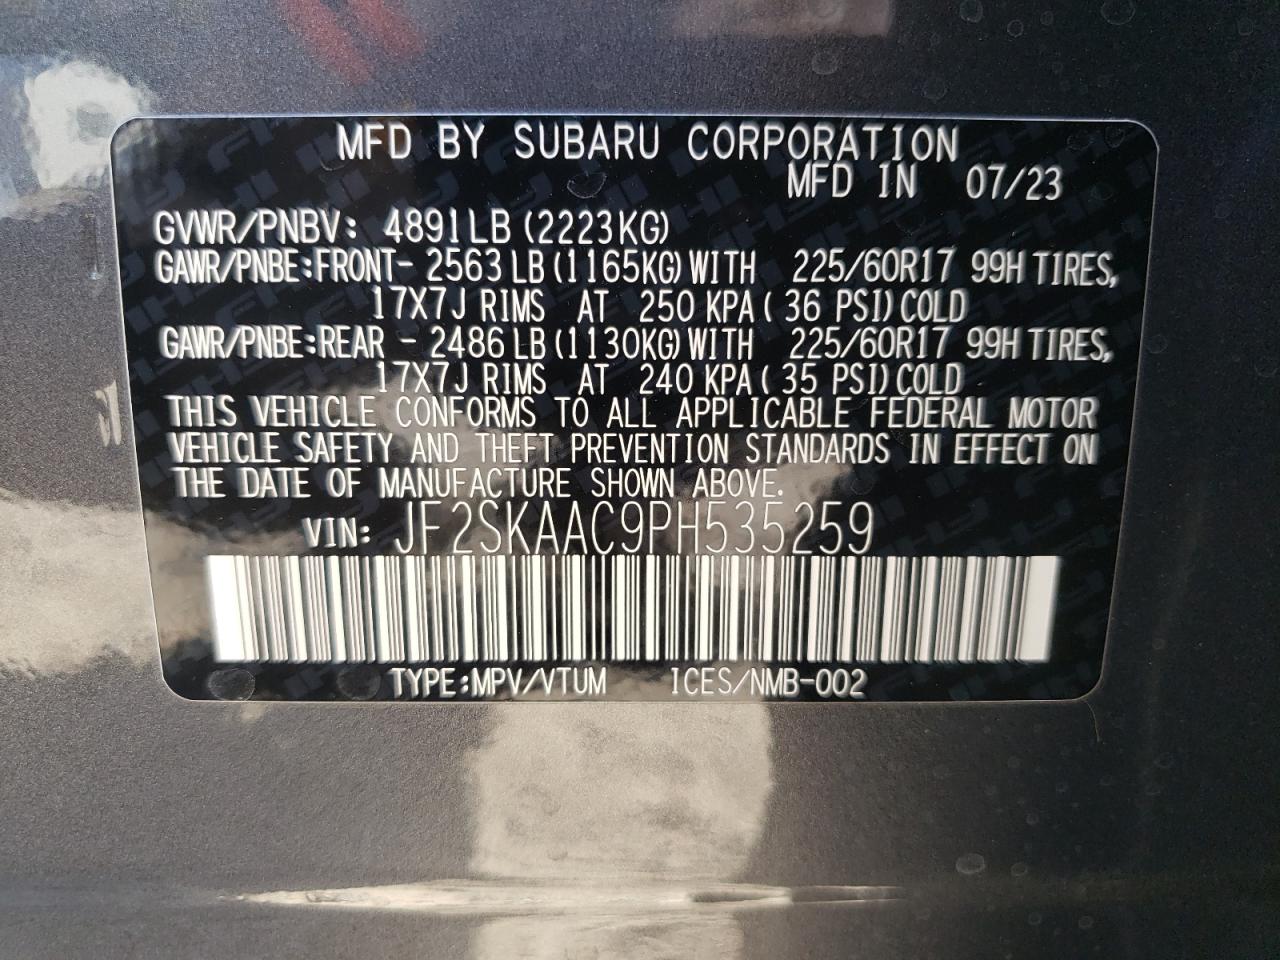 MFD BY SUBARU CORPORATION
MFD IN 07/23
GVWR/PNBV: 4891LB (2223KG)
GAWR/PNBE:FRONT- 2563 LB (1165KG) WITH 225/60R17 99H TIRES,
17X7J RIMS AT 250 KPA ( 36 PSI) COLD
GAWR/PNBE:REAR - 2486 LB (1130KG) WITH 225/60R17 99H TIRES,
17X7J RIMS AT 240 KPA ( 35 PSI) COLD
THIS VEHICLE CONFORMS TO ALL APPLICABLE FEDERAL MOTOR
VEHICLE SAFETY AND THEFT PREVENTION STANDARDS IN EFFECT ON
THE DATE OF MANUFACTURE SHOWN ABOVE.
VIN: JF2SKAAC9PH535259
TYPE:MPV/VTUM ICES/NMB-002